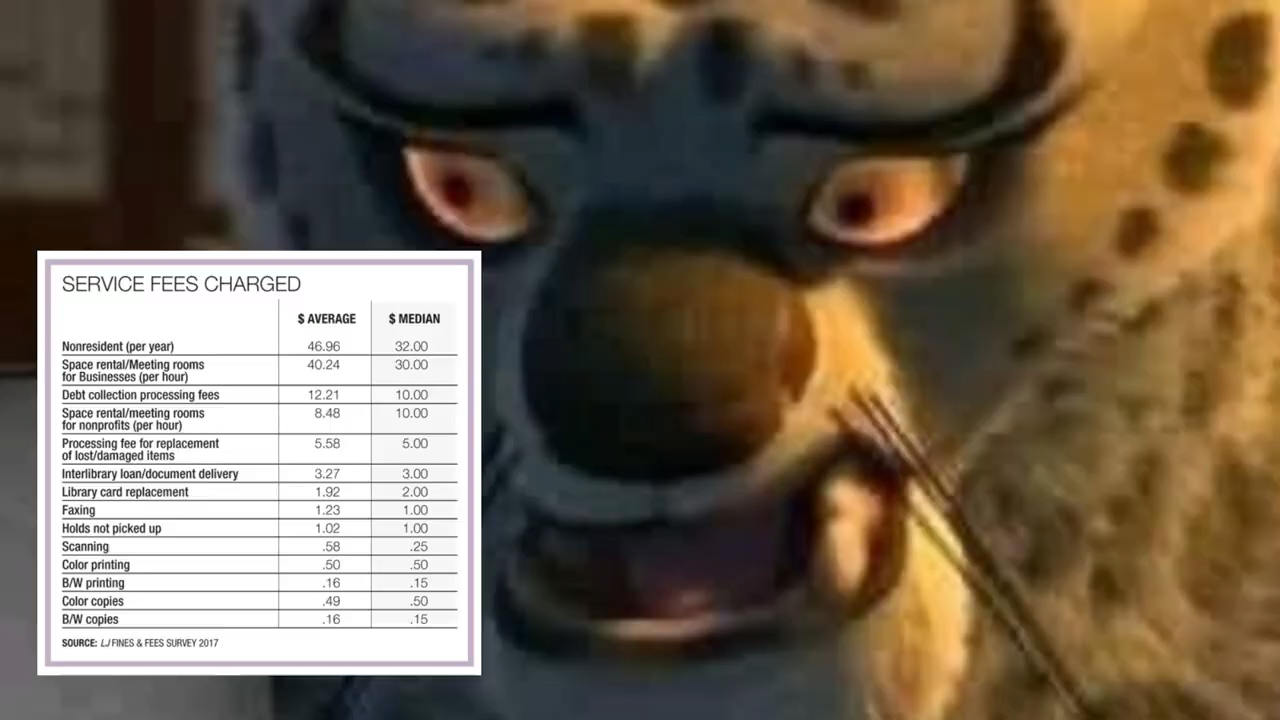 SERVICE FEES CHARGED
$ AVERAGE $ MEDIAN
Nonresident (per year) 46.96 32.00
Space rental/Meeting rooms 40.24 30.00
for Businesses (per hour)
Debt collection processing fees 12.21 10.00
Space rental/meeting rooms 8.48 10.00
for nonprofits (per hour)
Processing fee for replacement 5.58 5.00
of lost/damaged items
Interlibrary loan/document delivery 3.27 3.00
Library card replacement 1.92 2.00
Faxing 1.23 1.00
Holds not picked up 1.02 1.00
Scanning .58 .25
Color printing .50 .50
B/W printing .16 .15
Color copies .49 .50
B/W copies .16 .15
SOURCE: LJ FINES & FEES SURVEY 2017